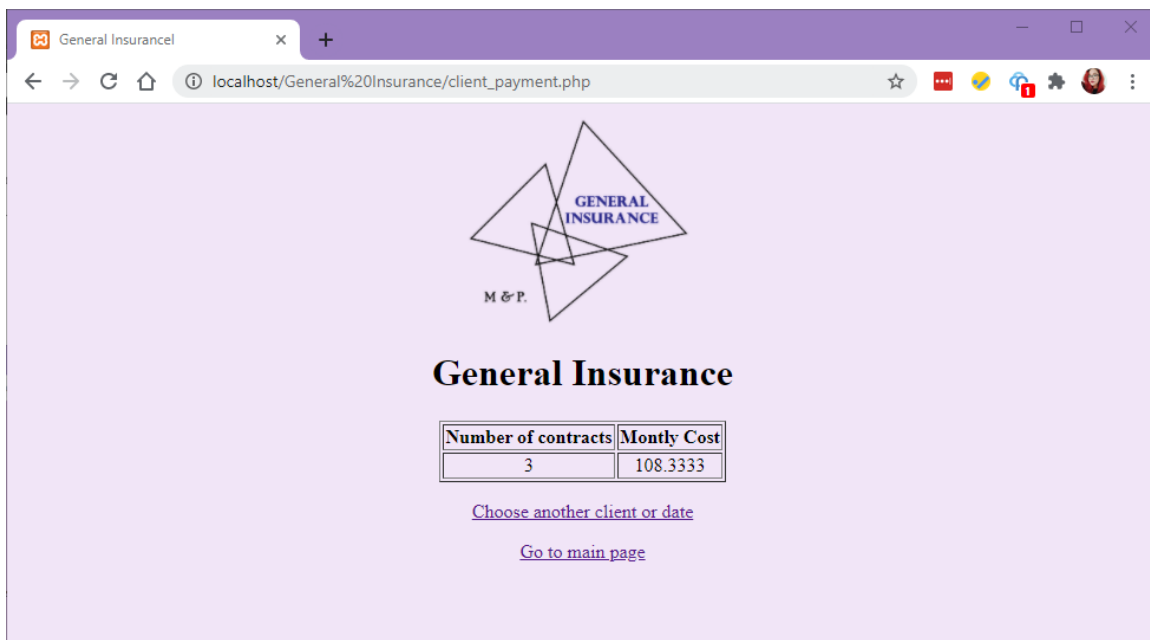 General Insurancel
localhost/General%20Insurance/client_payment.php
1
GENERAL
INSURANCE
M & P.
General Insurance
Number of contracts Montly Cost
3 108.3333
Choose another client or date
Go to main page